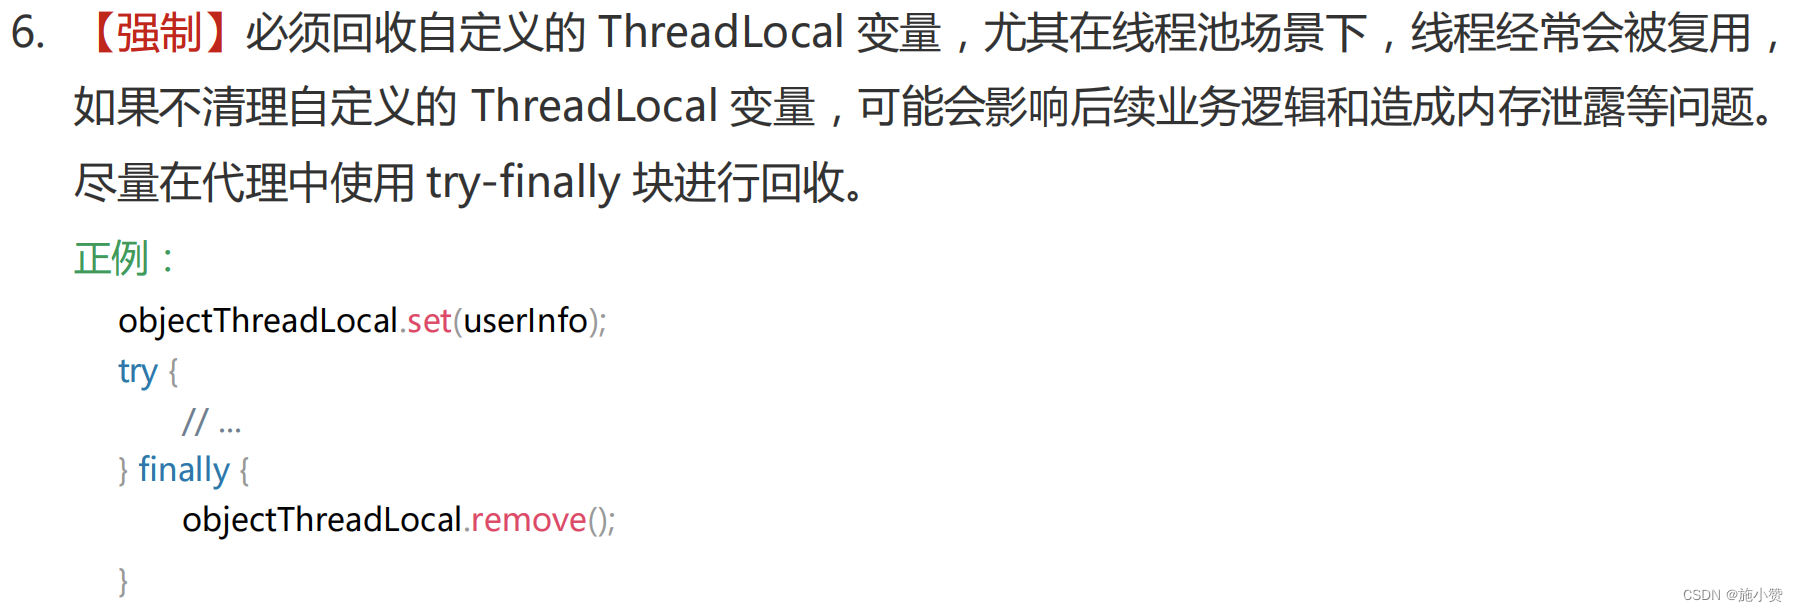 6. 【强制】必须回收自定义的 ThreadLocal 变量，尤其在线程池场景下，线程经常会被复用，
如果不清理自定义的 ThreadLocal 变量，可能会影响后续业务逻辑和造成内存泄露等问题。
尽量在代理中使用 try-finally 块进行回收。
正例：
objectThreadLocal.set(userInfo);
try {
// ...
} finally {
objectThreadLocal.remove();
}
CSDN @施小赞